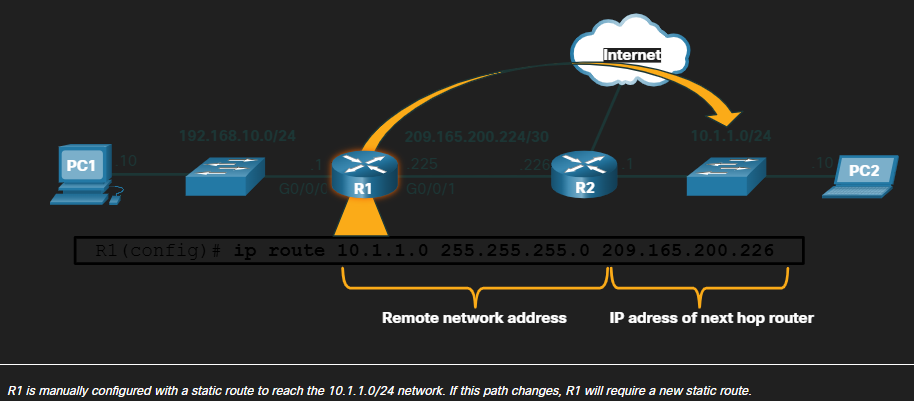 Internet
192.168.10.0/24
209.165.200.224/30
10.1.1.0/24
PC1
.10
.1
R1
.225
.226
R2
.1
.10
PC2
G0/0/0
G0/0/1
R1(config)# ip route 10.1.1.0 255.255.255.0 209.165.200.226
Remote network address
IP adress of next hop router
R1 is manually configured with a static route to reach the 10.1.1.0/24 network. If this path changes, R1 will require a new static route.